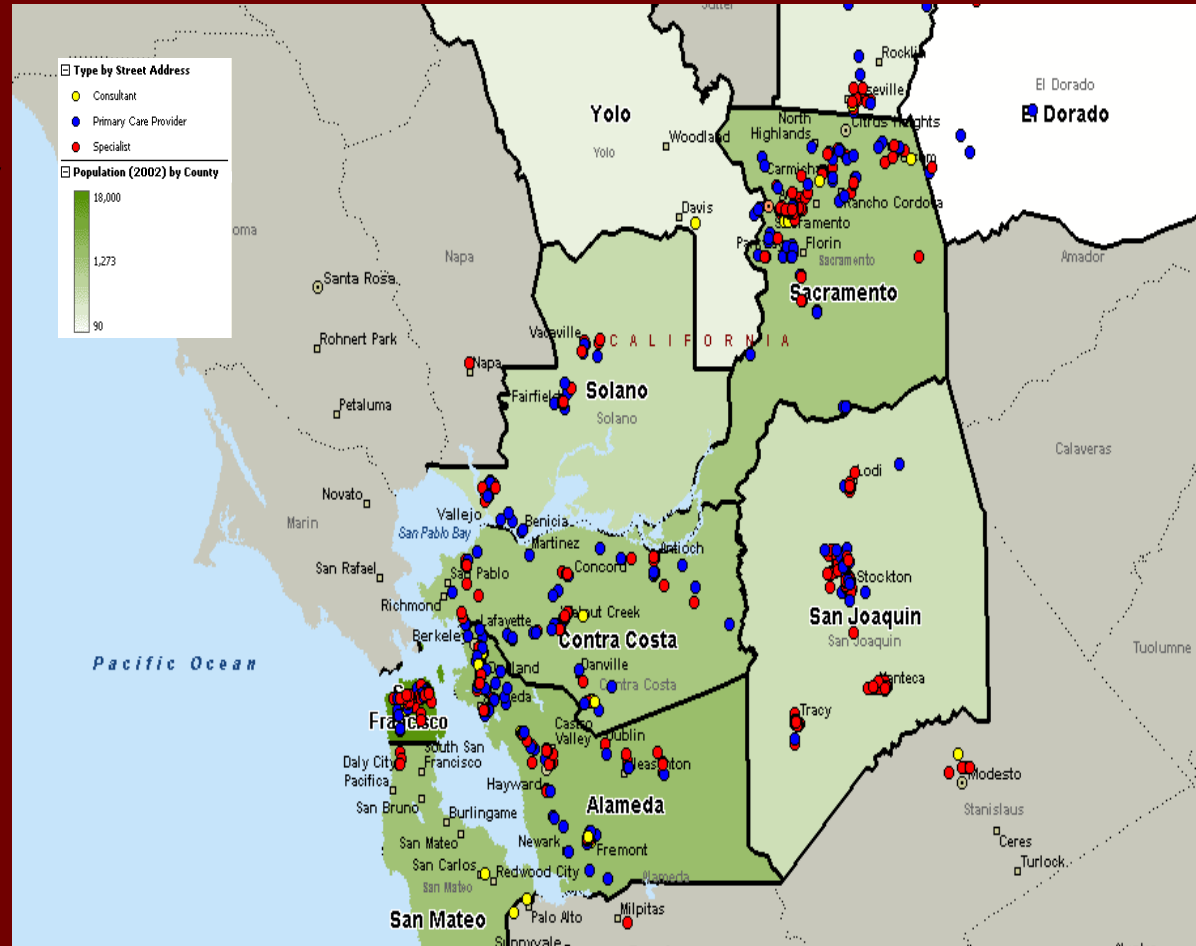 Sutter
Rocklin
Type by Street Address
Consultant
Primary Care Provider
Specialist
Population (2002) by County
18,000
1,273
90
El Dorado
El Dorado
Yolo
Yolo
Woodland
North
Highlands
Citrus Heights
Rancho Cordova
Davis
Sacramento
Florin
Sacramento
Sacramento
Napa
Amador
Santa Rosa
Rohnert Park
Petaluma
Vacaville
CALIFORNIA
Napa
Fairfield
Solano
Solano
Calaveras
Lodi
Novato
Marin
Vallejo
Benicia
San Pablo Bay
Martinez
Antioch
San Rafael
San Pablo
Concord
Stockton
Richmond
Walnut Creek
Lafayette
Berkeley
Contra Costa
San Joaquin
San Joaquin
Tuolumne
Pacific Ocean
Oakland
Danville
Contra Costa
Manteca
Francisco
Tracy
Castro
Valley
Dublin
Daly City
South San
Francisco
Pacifica
Pleasanton
Hayward
Modesto
San Bruno
Burlingame
Alameda
Stanislaus
San Mateo
Newark
Fremont
Ceres
San Carlos
Redwood City
Turlock
San Mateo
Alameda
San Mateo
Palo Alto
Milpitas
Sunnyvale